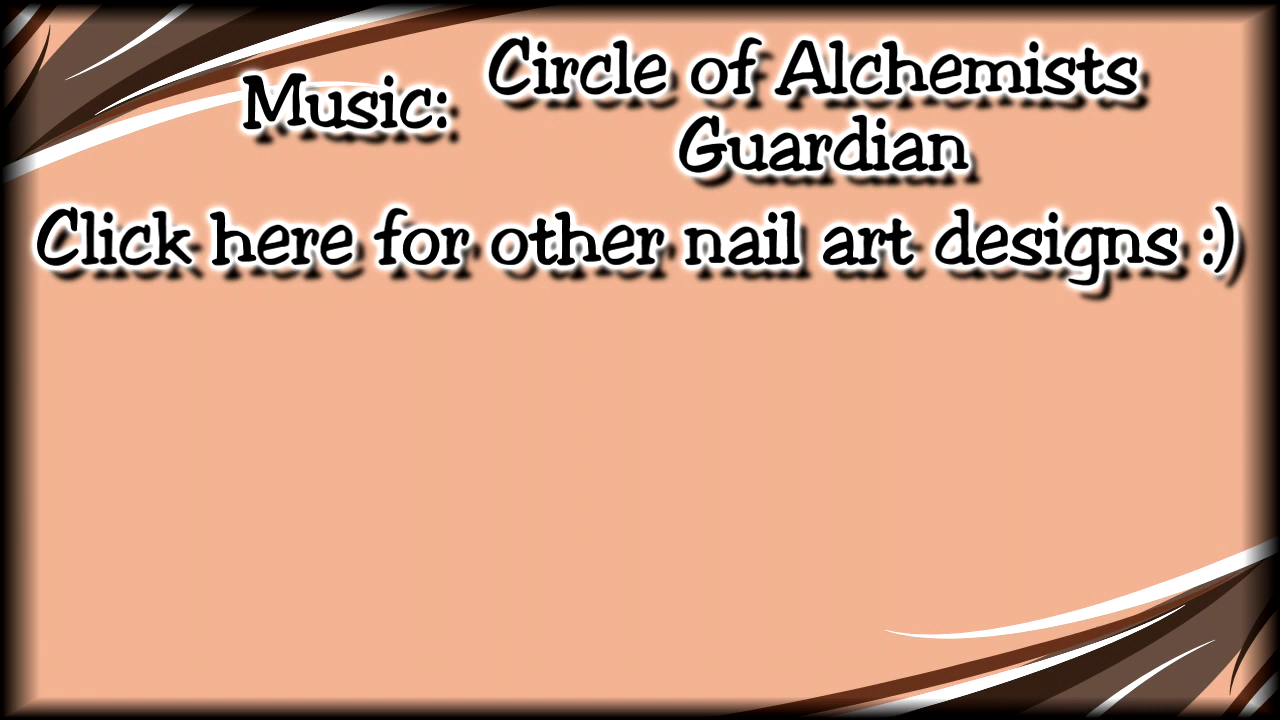 Music:
Circle of Alchemists
Guardian
Click here for other nail art designs :)